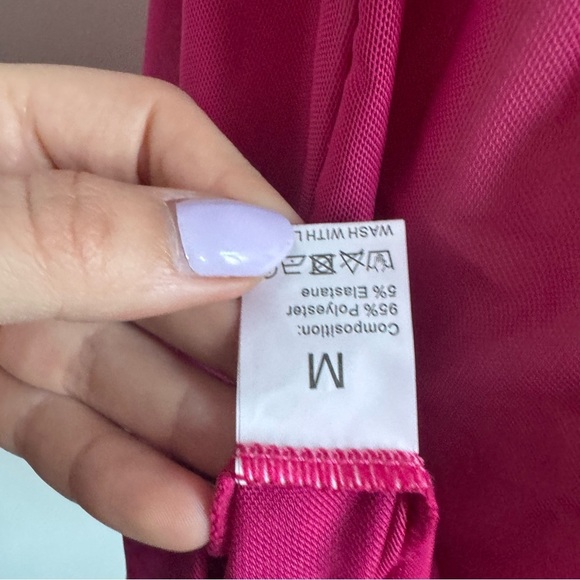 M
Composition:
95% Polyester
5% Elastane
WASH WITH L